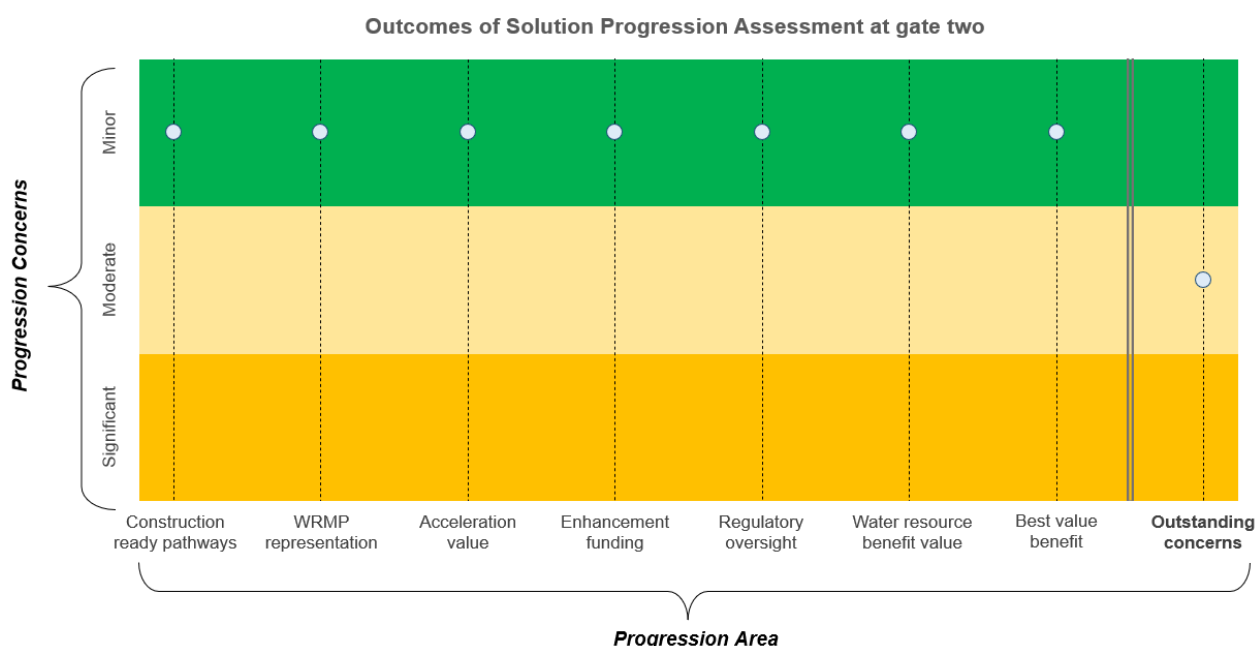 Outcomes of Solution Progression Assessment at gate two
Progression Concerns
Minor
Moderate
Significant
Construction
ready pathways
WRMP
representation
Acceleration
value
Enhancement
funding
Regulatory
oversight
Water resource
benefit value
Best value
benefit
Outstanding
concerns
Progression Area